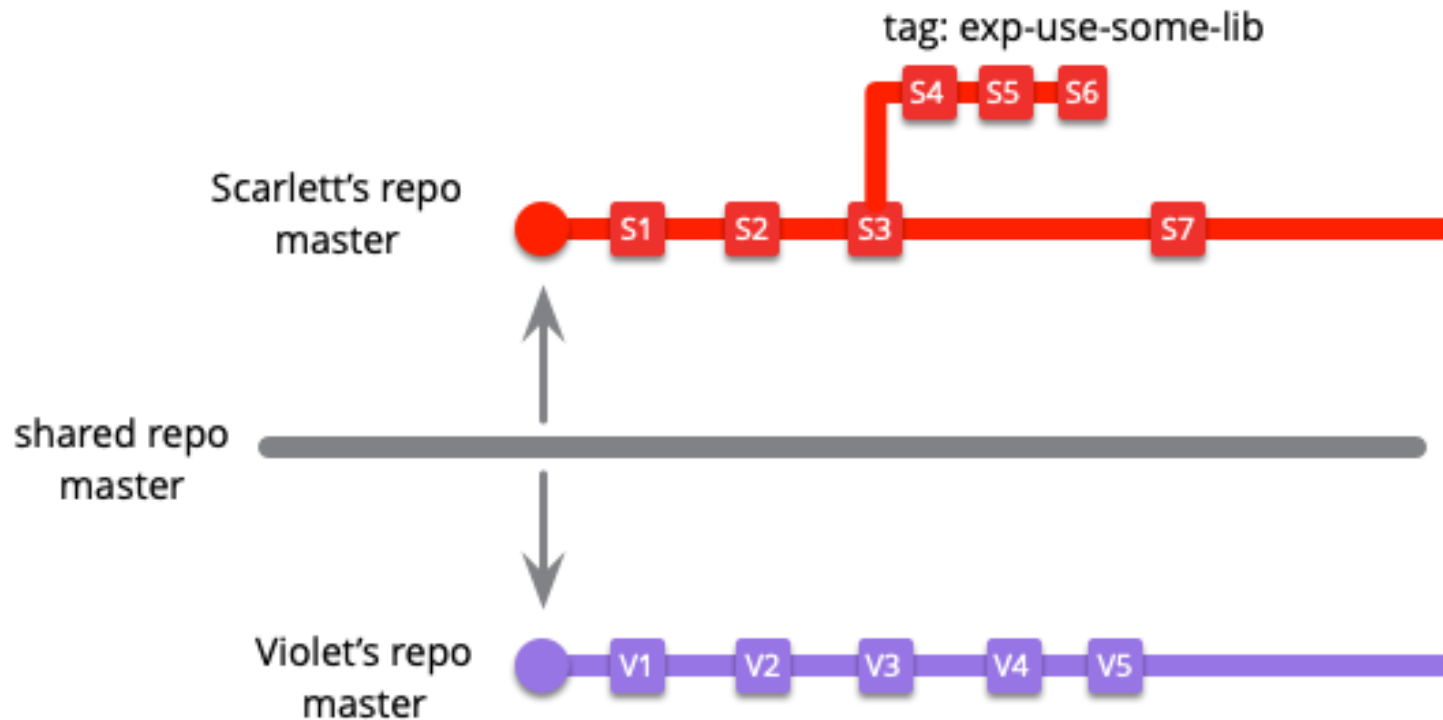 tag: exp-use-some-lib
S4 S5 S6
Scarlett’s repo
master
S1 S2 S3 S7
shared repo
master
Violet’s repo
master
V1 V2 V3 V4 V5